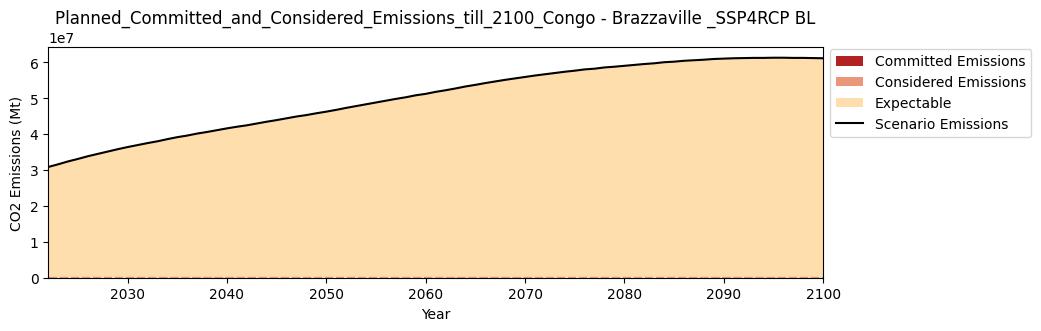 Planned_Committed_and_Considered_Emissions_till_2100_Congo - Brazzaville _SSP4RCP BL
1e7
Committed Emissions
Considered Emissions
Expectable
Scenario Emissions
CO2 Emissions (Mt)
6
5
4
3
2
1
0
2030 2040 2050 2060 2070 2080 2090 2100
Year